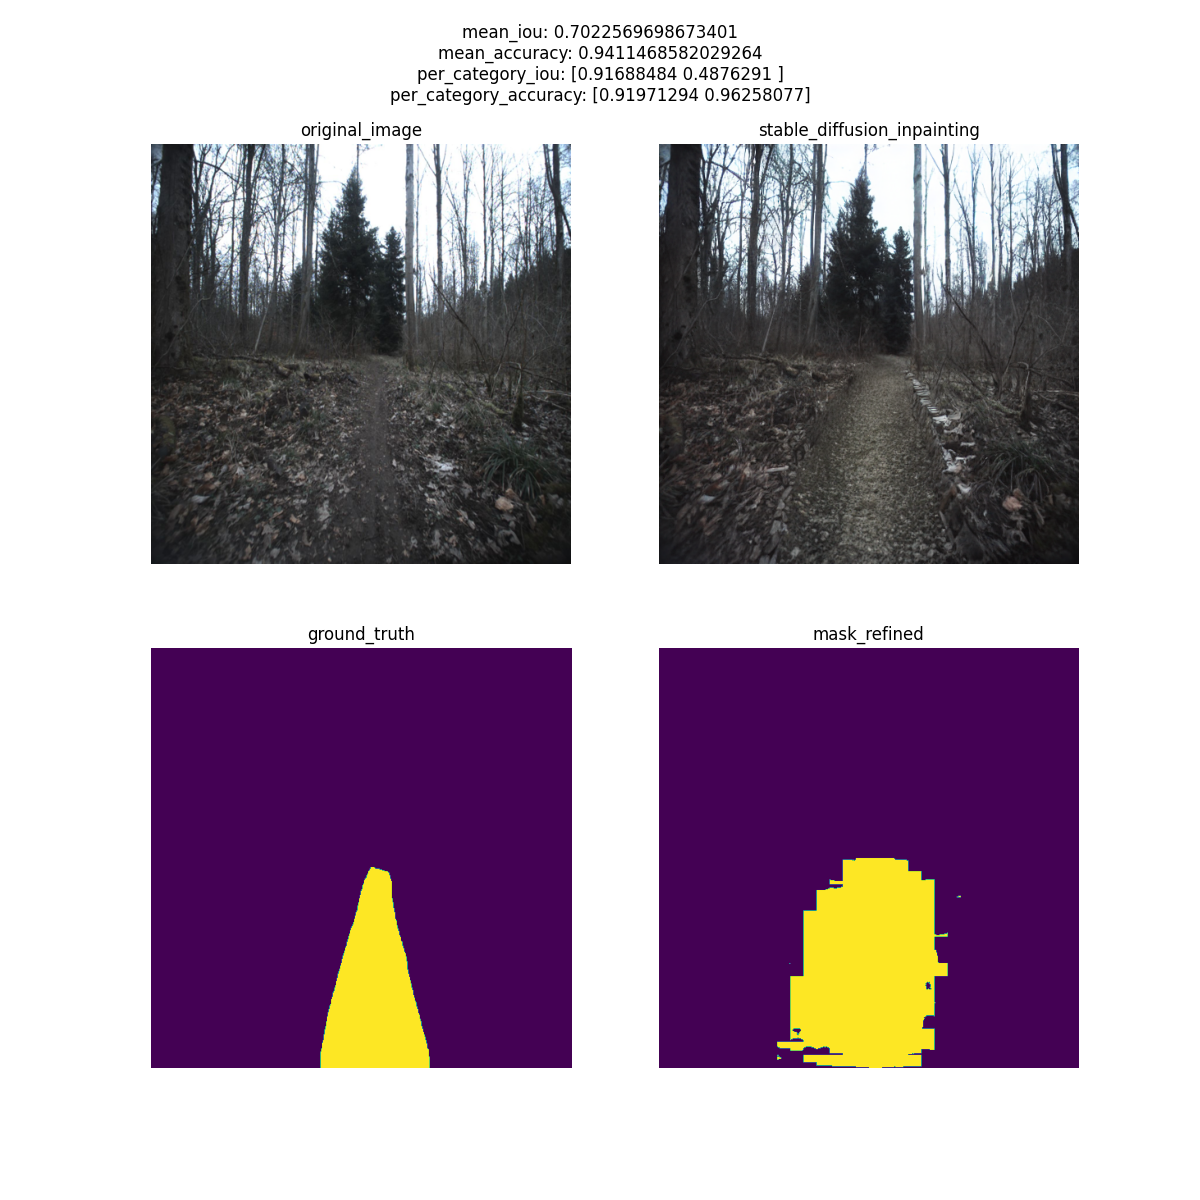 mean_iou: 0.7022569698673401
mean_accuracy: 0.9411468582029264
per_category_iou: [0.91688484 0.4876291 ]
per_category_accuracy: [0.91971294 0.96258077]
original_image
stable_diffusion_inpainting
ground_truth
mask_refined